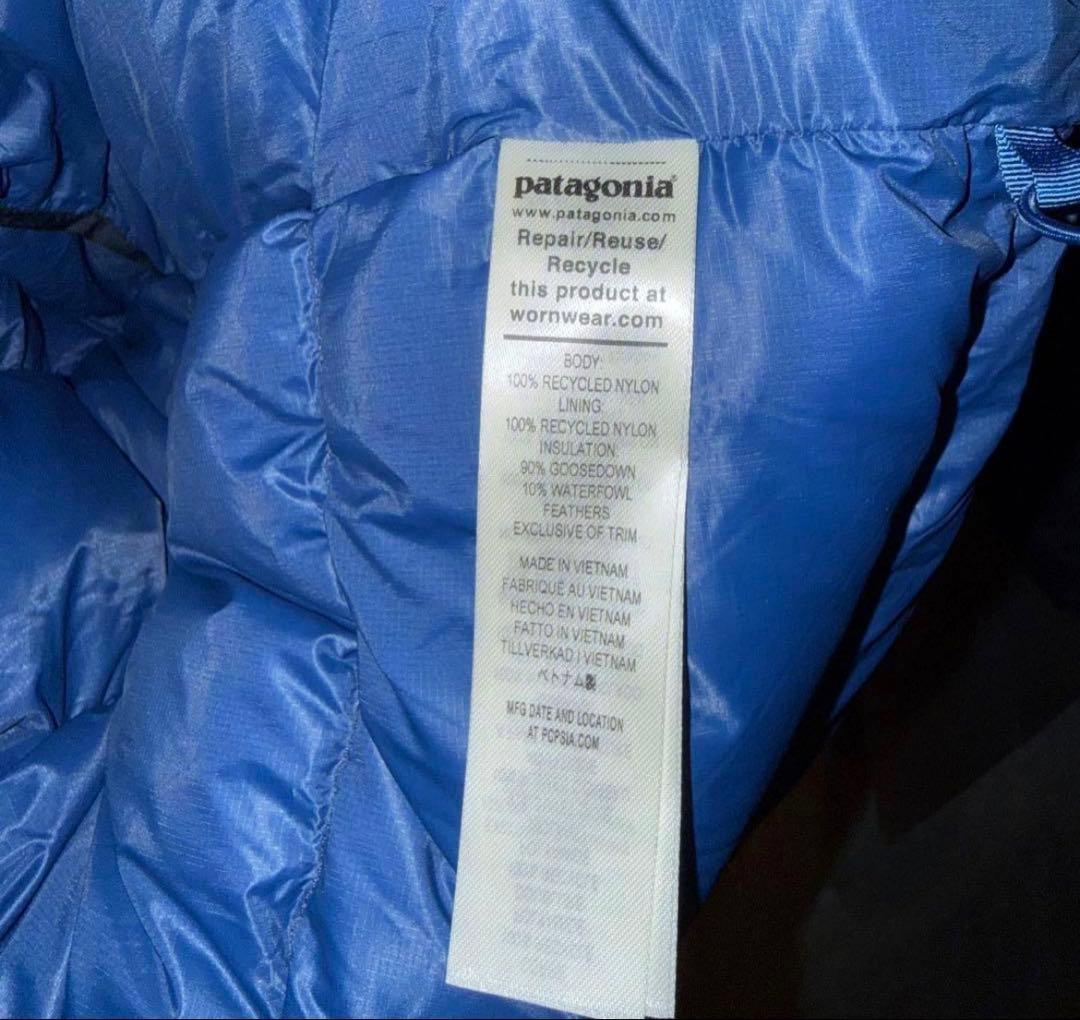 patagonia®
www.patagonia.com
Repair/Reuse/
Recycle
this product at
wornwear.com
BODY:
100% RECYCLED NYLON
LINING:
100% RECYCLED NYLON
INSULATION:
90% GOOSEDOWN
10% WATERFOWL
FEATHERS
EXCLUSIVE OF TRIM
MADE IN VIETNAM
FABRIQUÉ AU VIETNAM
HECHO EN VIETNAM
FATTO IN VIETNAM
TILLVERKAD I VIETNAM
ベトナム製
MFG DATE AND LOCATION
AT PCPSIA.COM